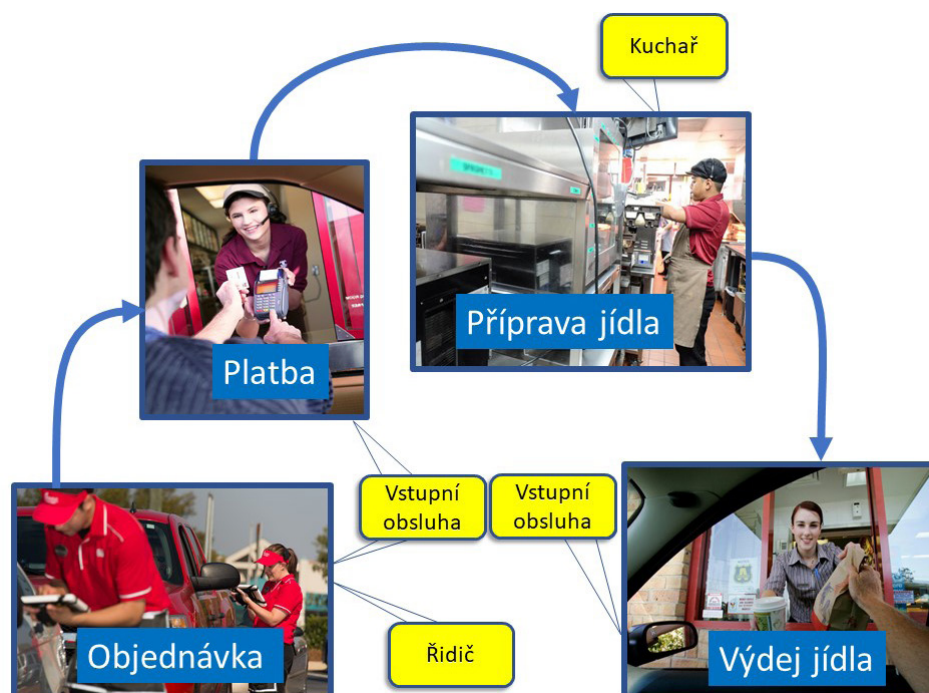 Kuchař
Příprava jídla
Platba
Vstupní
obsluha
Vstupní
obsluha
Objednávka
Řidič
Výdej jídla